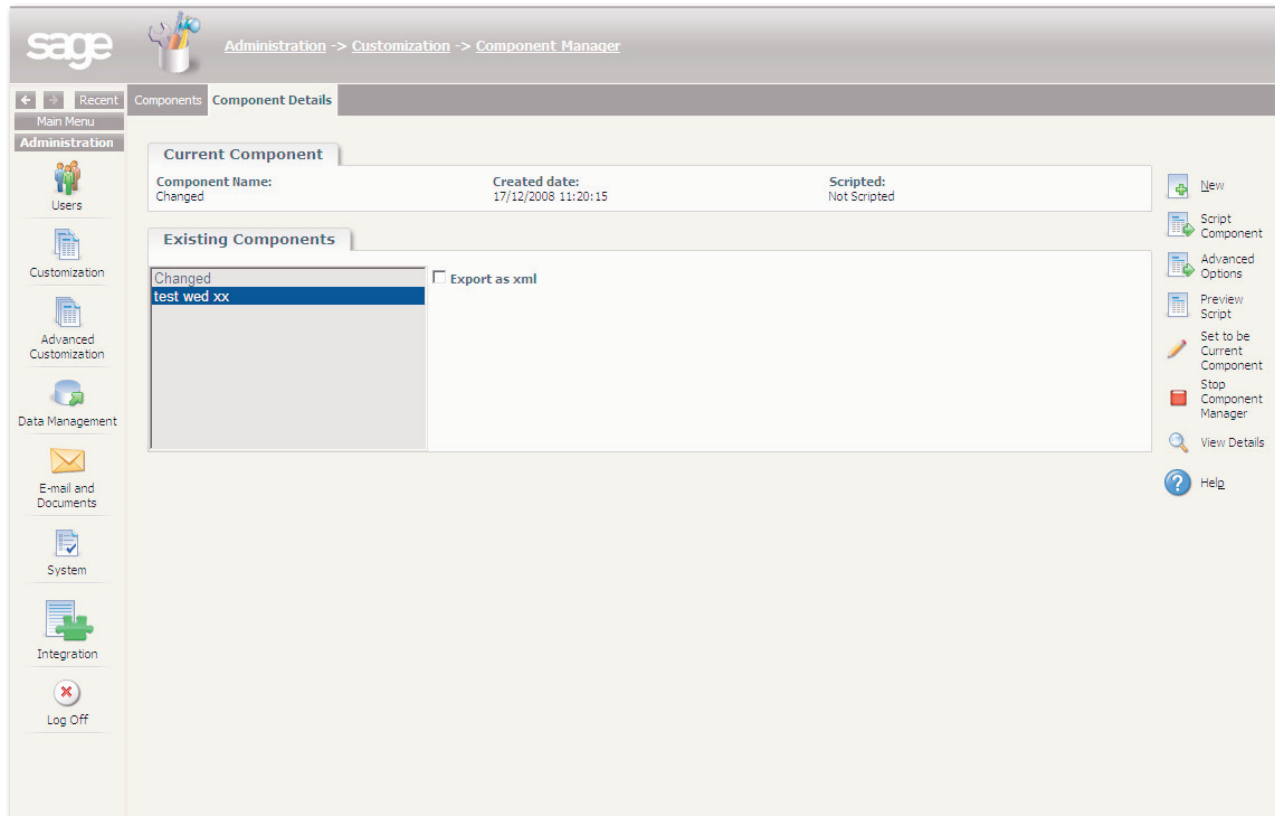 sage
Administration -> Customization -> Component Manager
Recent
Components Component Details
Main Menu
Administration
Users
Customization
Advanced
Customization
Data Management
E-mail and
Documents
System
Integration
Log Off
Current Component
Component Name: Created date: Scripted:
Changed 17/12/2008 11:20:15 Not Scripted
Existing Components
Changed
test wed xx
Export as xml
New
Script
Component
Advanced
Options
Preview
Script
Set to be
Current
Component
Stop
Component
Manager
View Details
Help